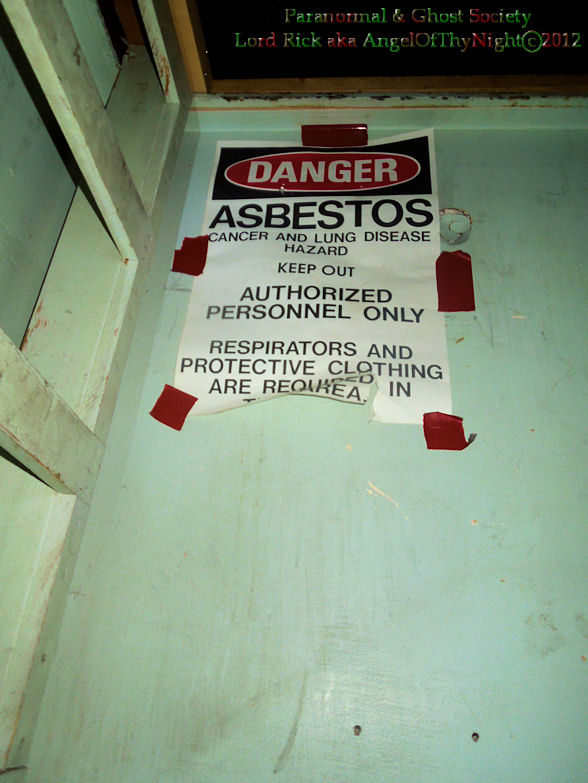 Paranormal & Ghost Society
Lord Rick aka AngelOfThyNight©2012
DANGER
ASBESTOS
CANCER AND LUNG DISEASE
HAZARD
KEEP OUT
AUTHORIZED
PERSONNEL ONLY
RESPIRATORS AND
PROTECTIVE CLOTHING
ARE REQUIRED IN